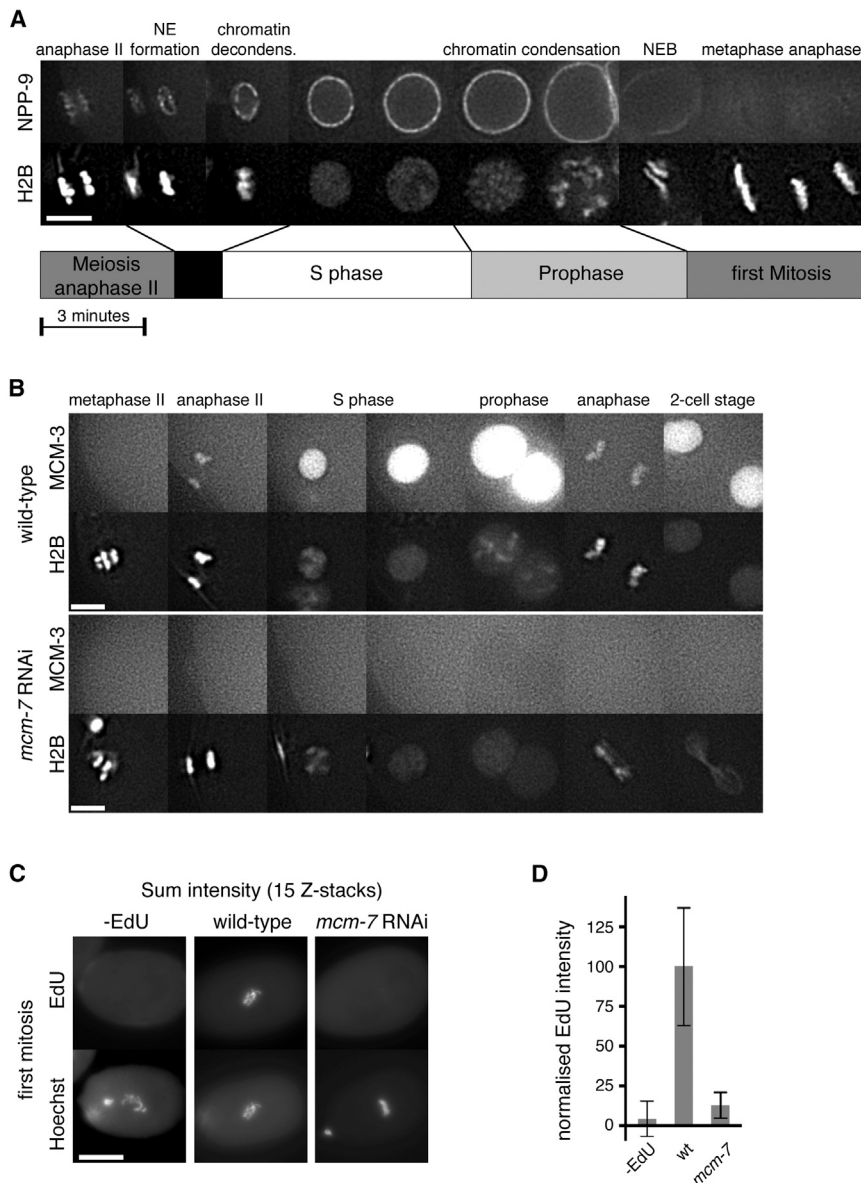 A
anaphase II
NE formation
chromatin decondens.
chromatin condensation
NEB
metaphase anaphase
NPP-9
H2B
Meiosis anaphase II
S phase
Prophase
first Mitosis
3 minutes
B
metaphase II
anaphase II
S phase
prophase
anaphase
2-cell stage
wild-type
MCM-3
H2B
mcm-7 RNAi
MCM-3
H2B
C
Sum intensity (15 Z-stacks)
-EdU
wild-type
mcm-7 RNAi
first mitosis
EdU
Hoechst
D
normalised EdU intensity
125
100
75
50
25
0
-EdU
wt
mcm-7